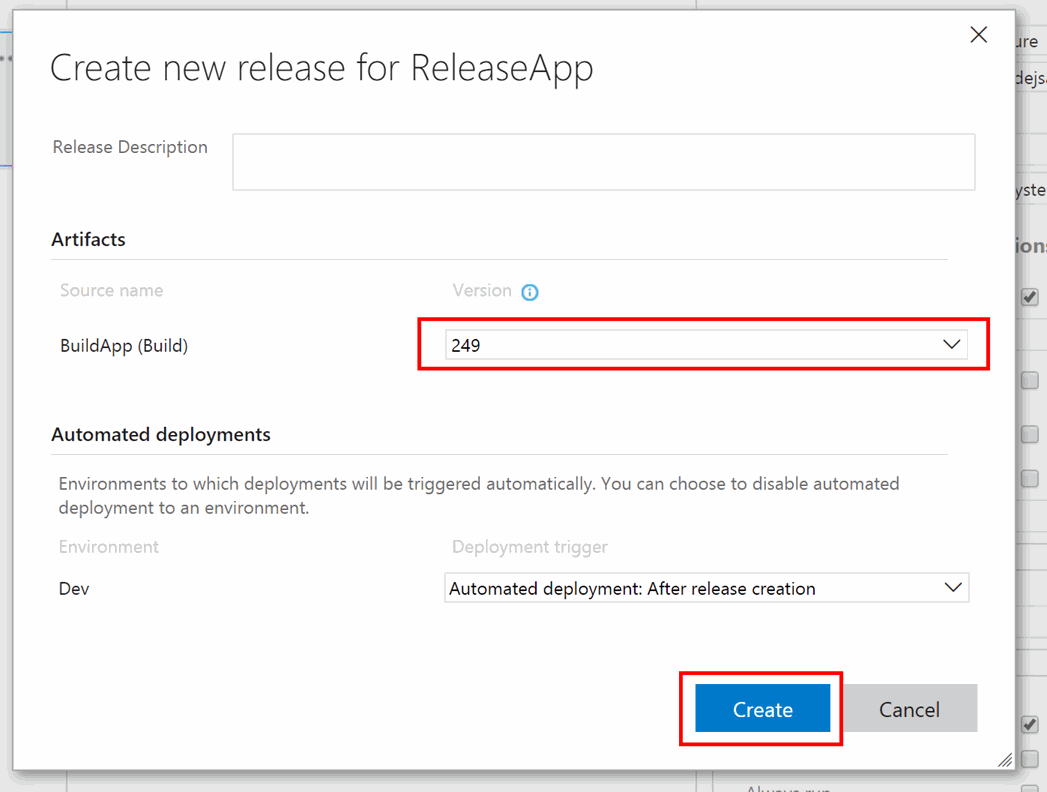 Create new release for ReleaseApp
Release Description
Artifacts
Source name
Version
BuildApp (Build)
249
Automated deployments
Environments to which deployments will be triggered automatically. You can choose to disable automated
deployment to an environment.
Environment
Deployment trigger
Dev
Automated deployment: After release creation
Create
Cancel